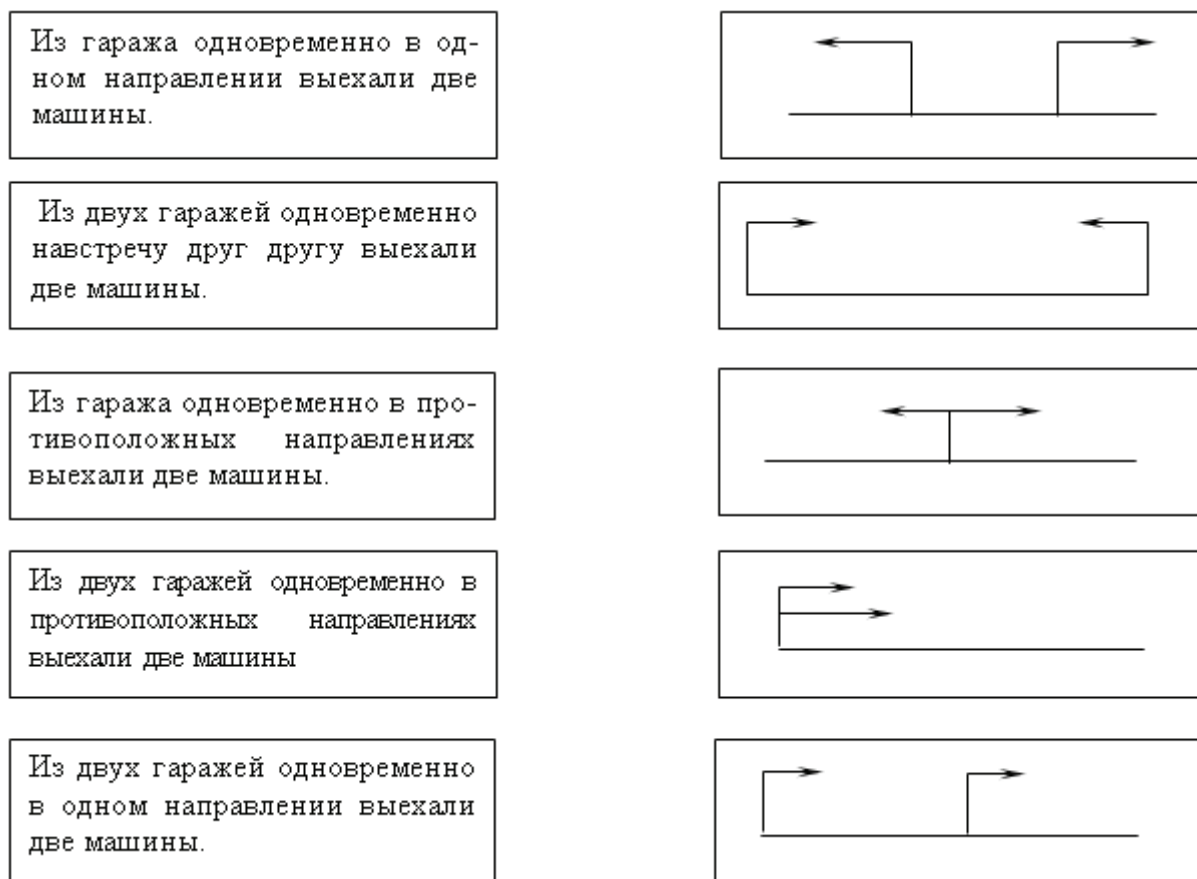 Из гаража одновременно в од-
ном направлении выехали две
машины.
Из двух гаражей одновременно
навстречу друг другу выехали
две машины.
Из гаража одновременно в про-
тивоположных направлениях
выехали две машины.
Из двух гаражей одновременно в
противоположных направлениях
выехали две машины
Из двух гаражей одновременно
в одном направлении выехали
две машины.